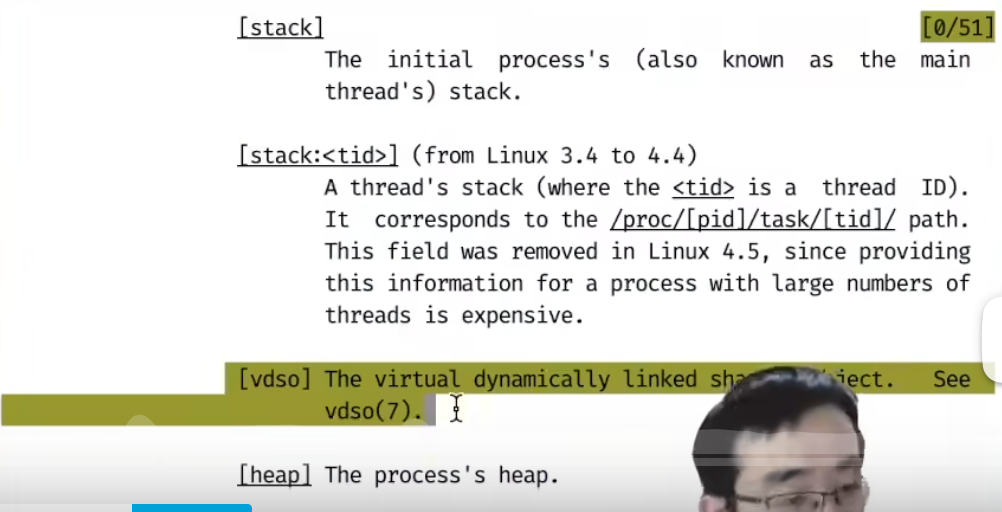 [stack] [0/51]
The initial process's (also known as the main
thread's) stack.
[stack:<tid>] (from Linux 3.4 to 4.4)
A thread's stack (where the <tid> is a thread ID).
It corresponds to the /proc/[pid]/task/[tid]/ path.
This field was removed in Linux 4.5, since providing
this information for a process with large numbers of
threads is expensive.
[vdso] The virtual dynamically linked See
vdso(7).
[heap] The process's heap.